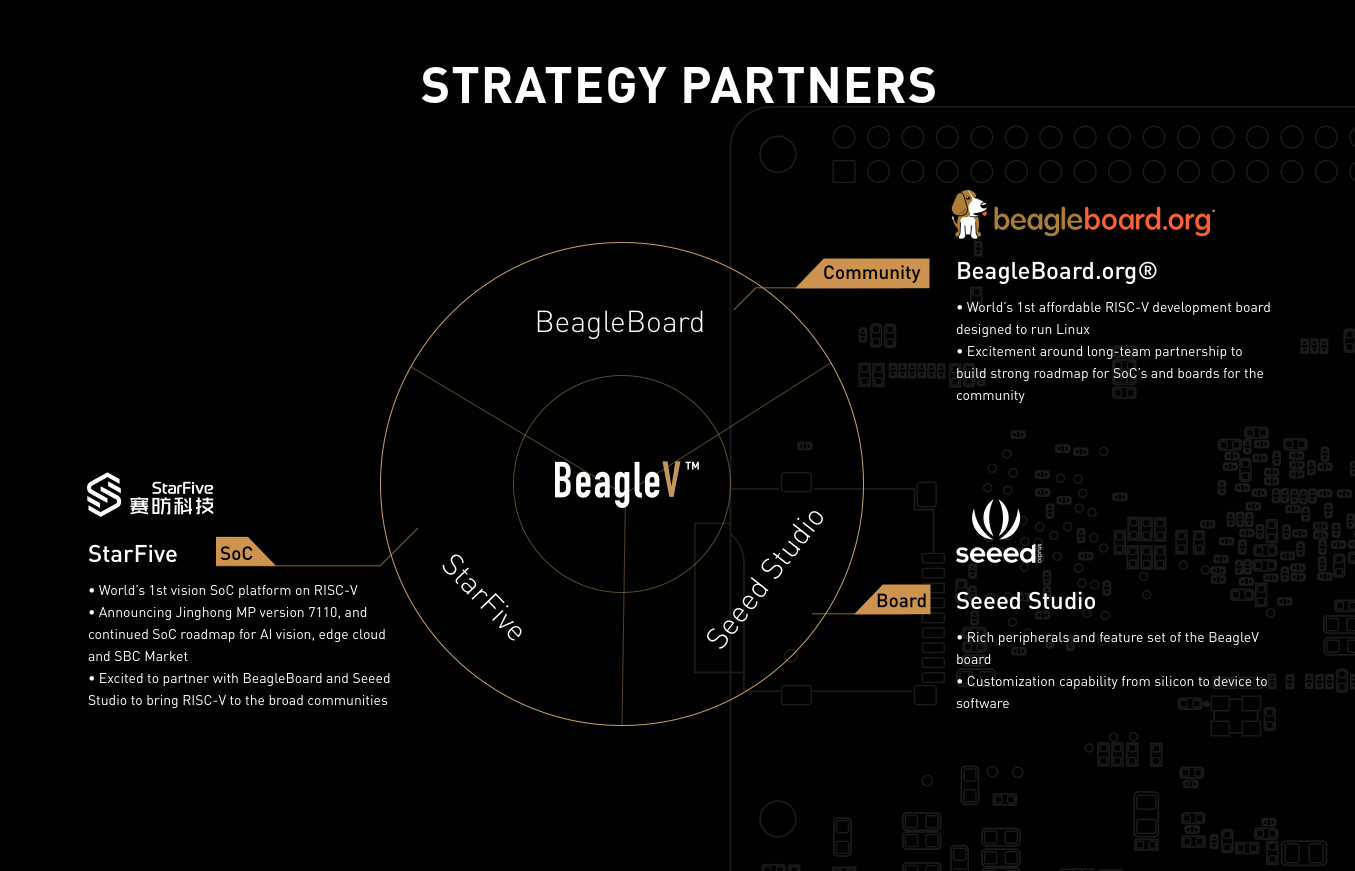 STRATEGY PARTNERS
beagleboard.org
Community
BeagleBoard.org®
• World's 1st affordable RISC-V development board
designed to run Linux
• Excitement around long-team partnership to
build strong roadmap for SoC's and boards for the
community
BeagleBoard
BeagleV™
StarFive
Seeed Studio
StarFive
赛昉科技
StarFive
SoC
• World's 1st vision SoC platform on RISC-V
• Announcing Jinghong MP version 7110, and
continued SoC roadmap for AI vision, edge cloud
and SBC Market
• Excited to partner with BeagleBoard and Seeed
Studio to bring RISC-V to the broad communities
seeed
studio
Board
Seeed Studio
• Rich peripherals and feature set of the BeagleV
board
• Customization capability from silicon to device to
software